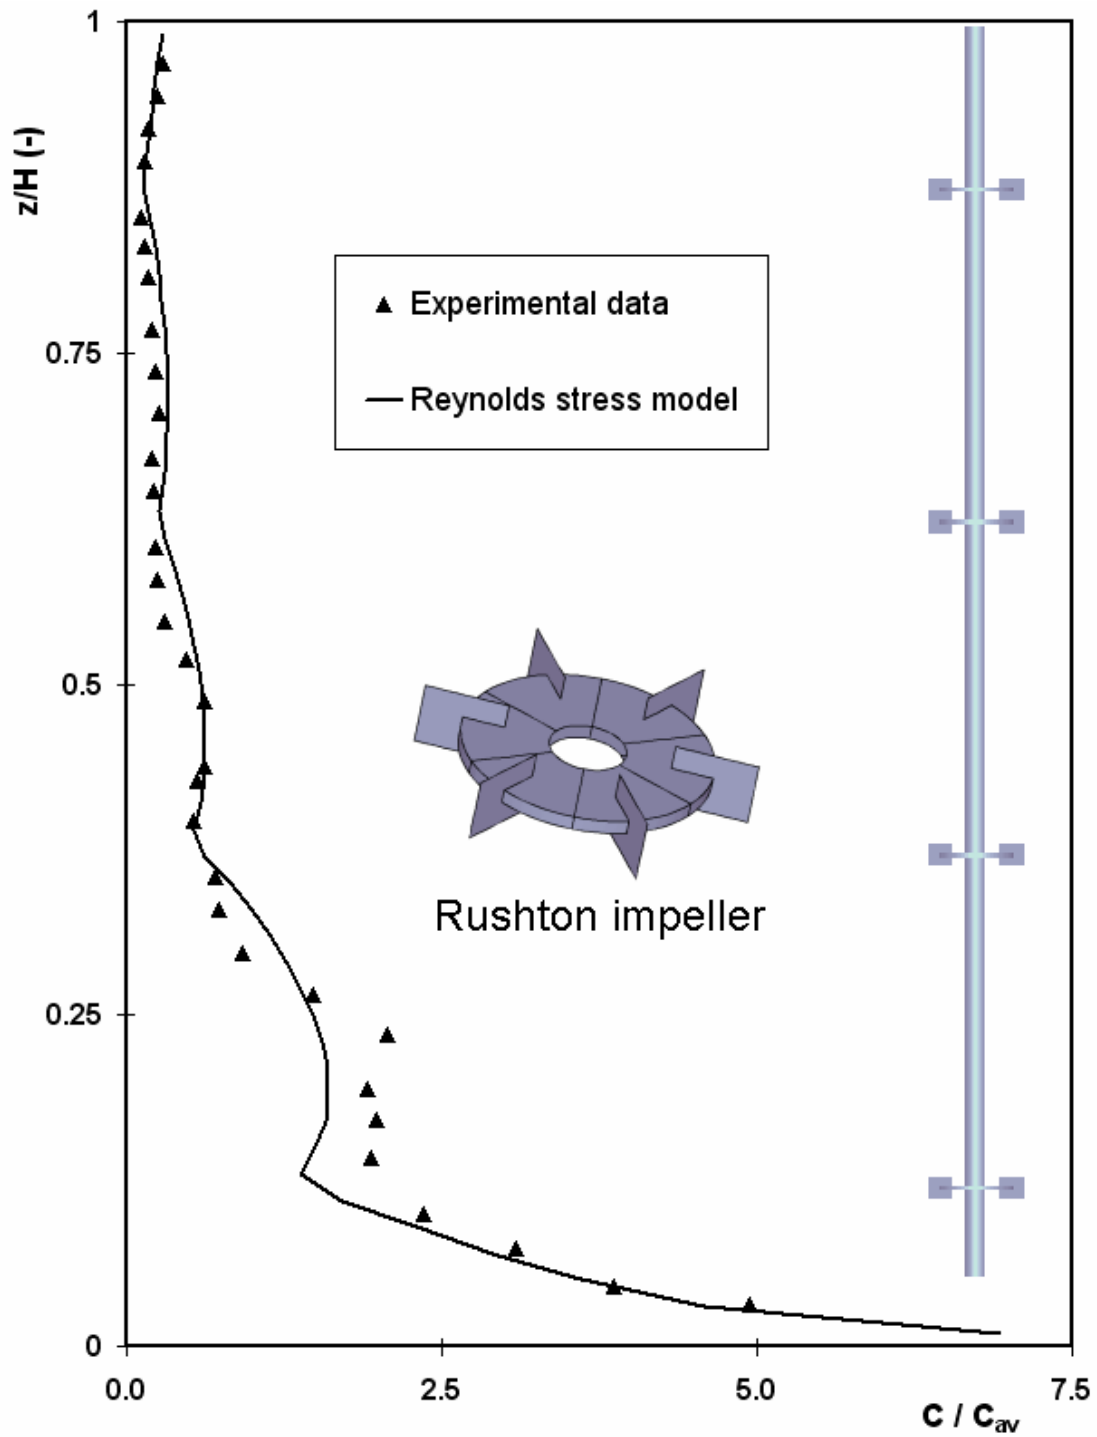 1
z/H (-)
Experimental data
0.75
Reynolds stress model
0.5
Rushton impeller
0.25
0
0.0
2.5
5.0
7.5
C / Cav